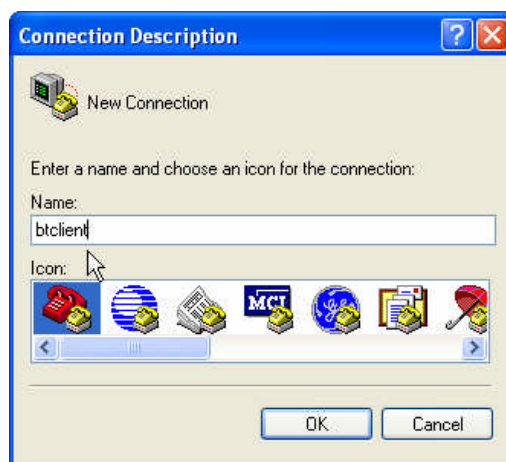 Connection Description
?
New Connection
Enter a name and choose an icon for the connection:
Name:
btclient
Icon:
MCI
OK
Cancel